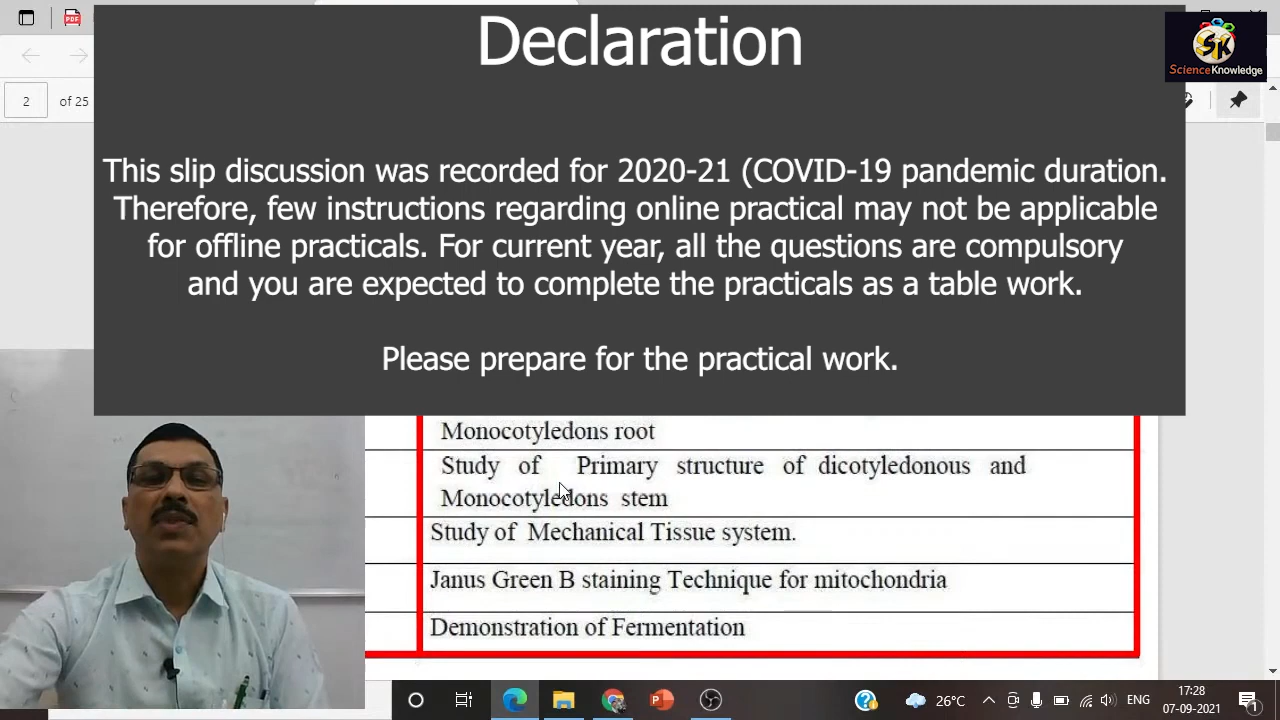 Declaration
PDF
SK
ScienceKnowledge
2 of 25
This slip discussion was recorded for 2020-21 (COVID-19 pandemic duration.
Therefore, few instructions regarding online practical may not be applicable
for offline practicals. For current year, all the questions are compulsory
and you are expected to complete the practicals as a table work.
Please prepare for the practical work.
Monocotyledons root
Study of Primary structure of dicotyledonous and
Monocotyledons stem
Study of Mechanical Tissue system.
Janus Green B staining Technique for mitochondria
Demonstration of Fermentation
26°C
ENG
17:28
07-09-2021
1